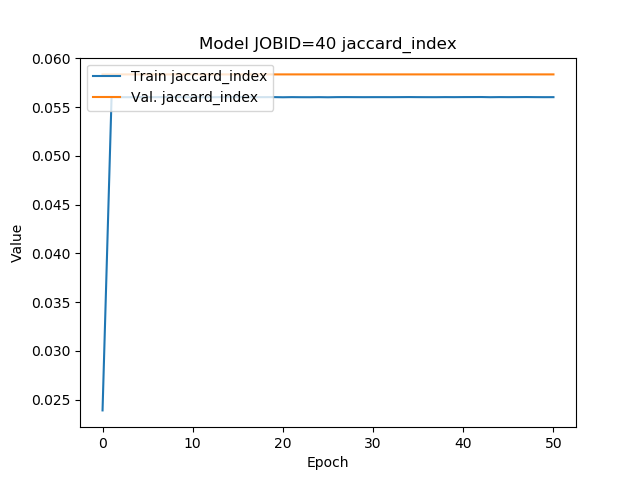 Model JOBID=40 jaccard_index
Train jaccard_index
Val. jaccard_index
Value
0.060
0.055
0.050
0.045
0.040
0.035
0.030
0.025
0 10 20 30 40 50
Epoch